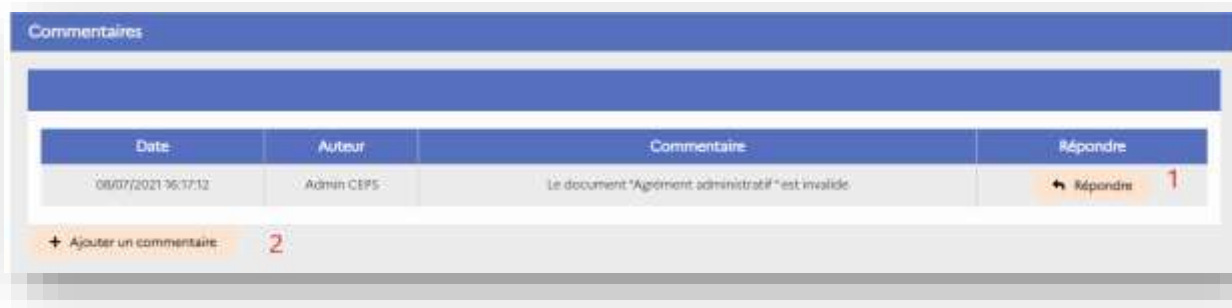 Commentaires
Date Auteur Commentaire Répondre
08/07/2021 16:17:12 Admin CEPS Le document "Agrément administratif " est invalide Répondre 1
+ Ajouter un commentaire 2